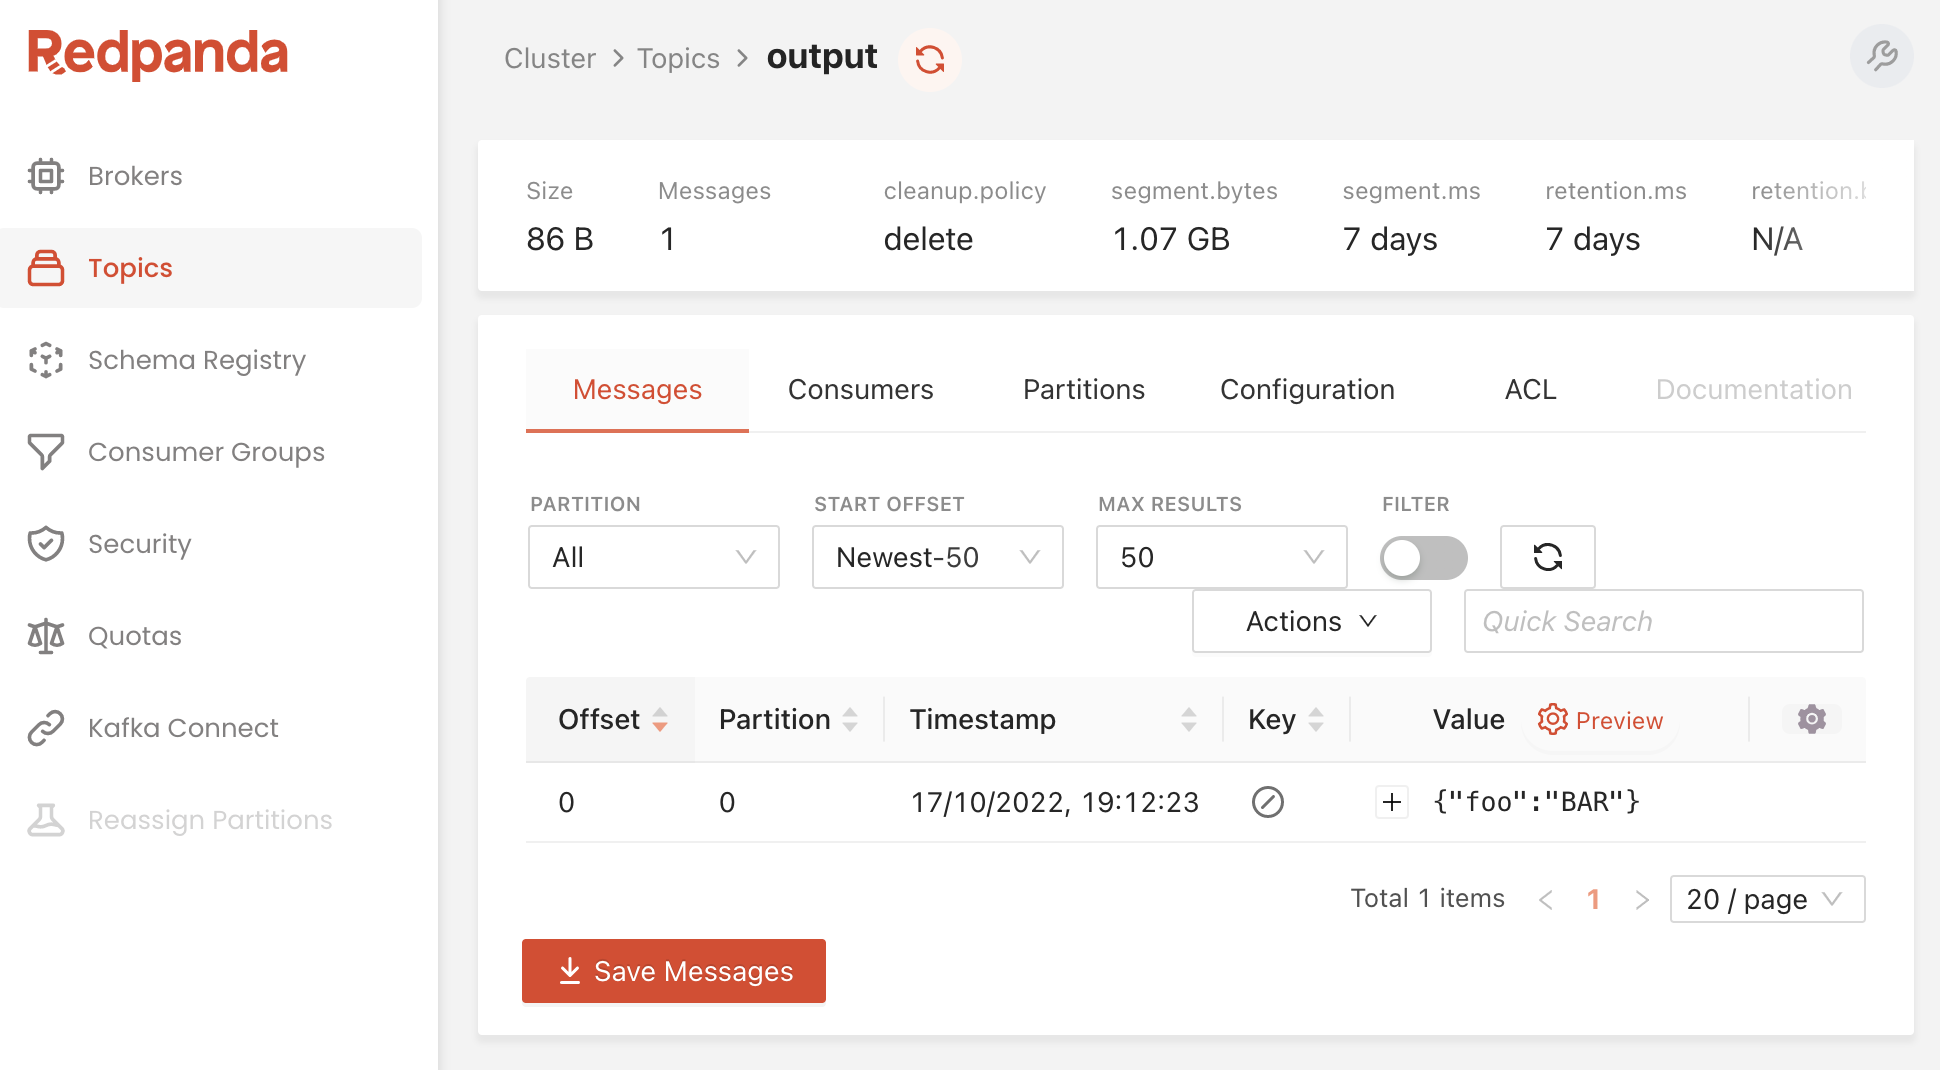 Redpanda
Brokers
Topics
Schema Registry
Consumer Groups
Security
Quotas
Kafka Connect
Reassign Partitions
Cluster > Topics > output
Size Messages cleanup.policy segment.bytes segment.ms retention.ms retention.b
86 B 1 delete 1.07 GB 7 days 7 days N/A
Messages Consumers Partitions Configuration ACL Documentation
PARTITION START OFFSET MAX RESULTS FILTER
All Newest-50 50
Actions Quick Search
Offset Partition Timestamp Key Value Preview
0 0 17/10/2022, 19:12:23 + {"foo":"BAR"}
Total 1 items < 1 > 20 / page
Save Messages